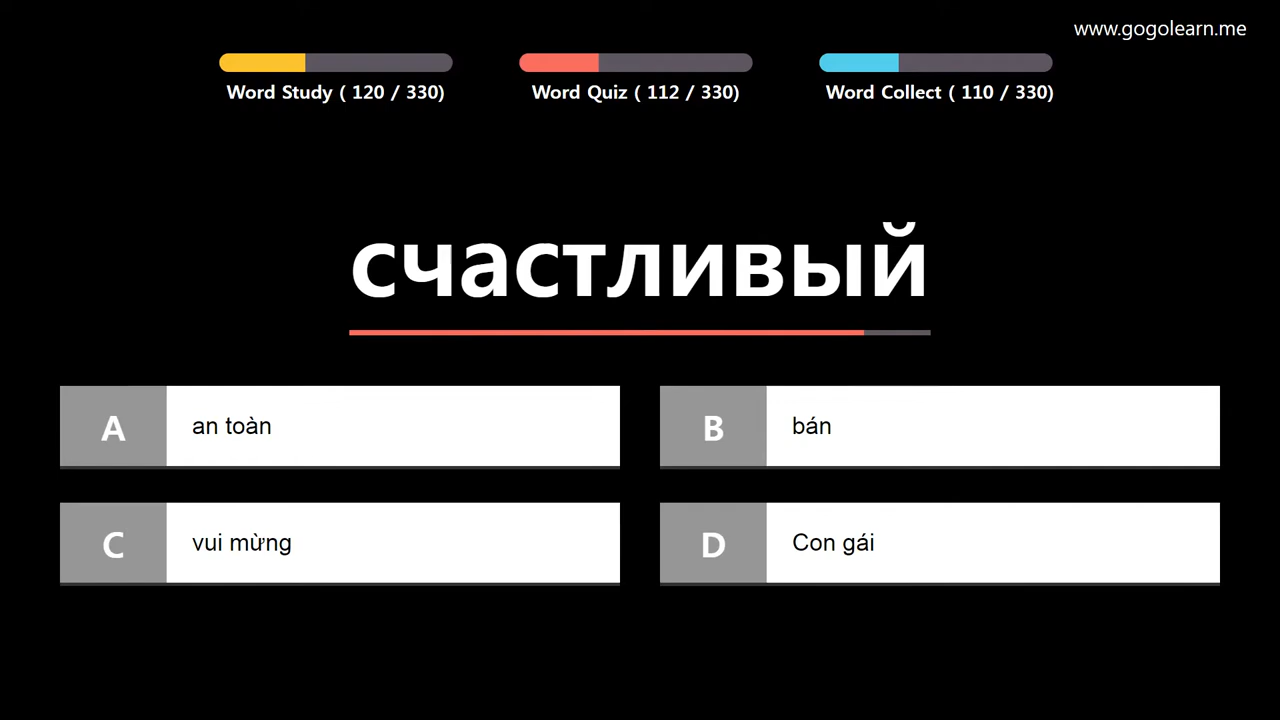 www.gogolearn.me
Word Study ( 120 / 330)
Word Quiz ( 112 / 330)
Word Collect ( 110 / 330)
счастливый
A an toàn
B bán
C vui mừng
D Con gái